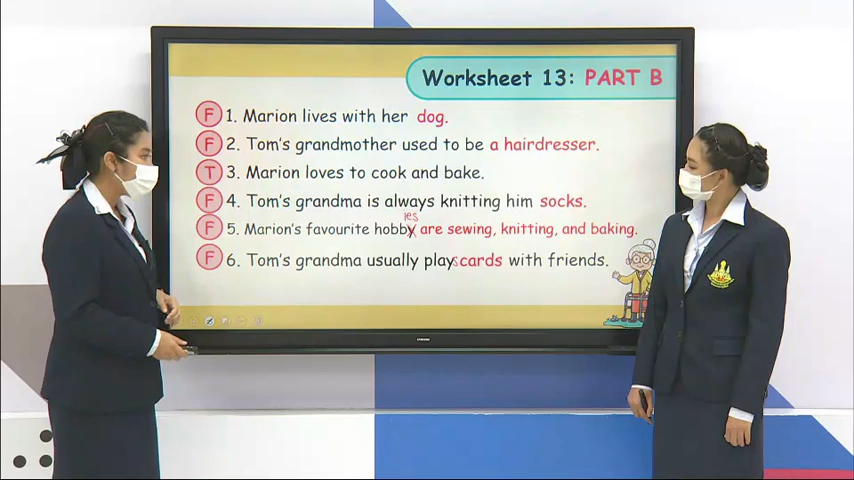 Worksheet 13: PART B
F 1. Marion lives with her dog.
F 2. Tom's grandmother used to be a hairdresser.
T 3. Marion loves to cook and bake.
F 4. Tom's grandma is always knitting him socks.
ies
F 5. Marion's favourite hobby are sewing, knitting, and baking.
F 6. Tom's grandma usually plays cards with friends.
SAMSUNG